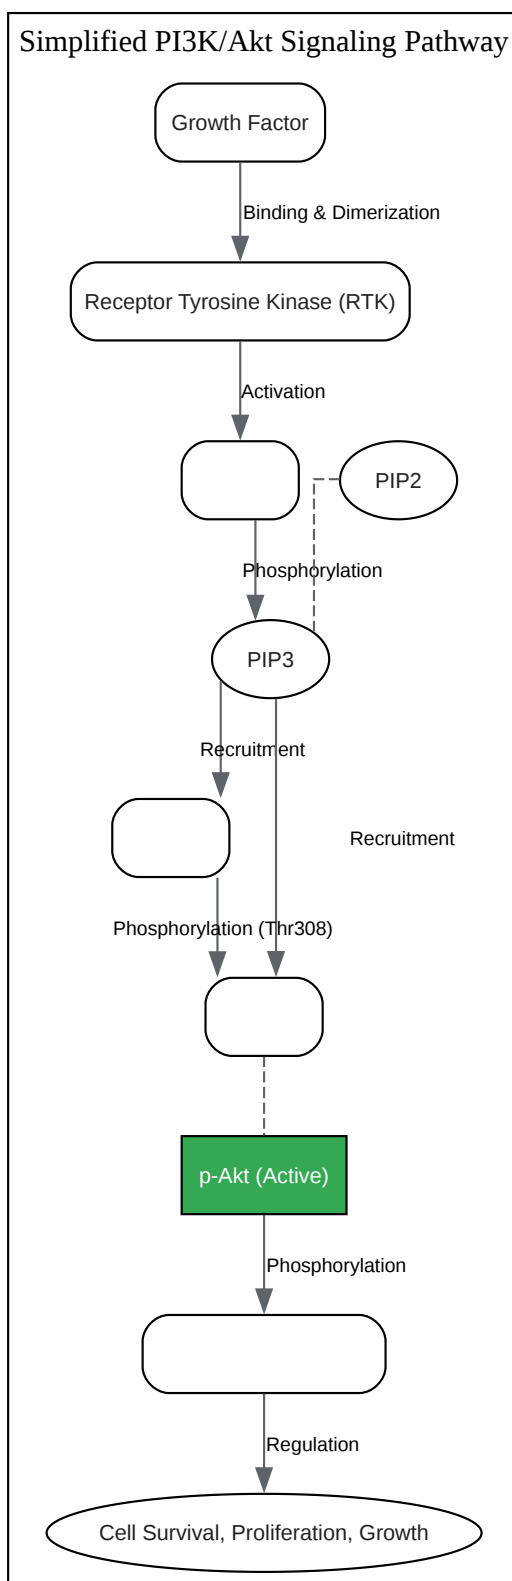 Simplified PI3K/Akt Signaling Pathway
Growth Factor
Binding & Dimerization
Receptor Tyrosine Kinase (RTK)
Activation
PIP2
Phosphorylation
PIP3
Recruitment
Recruitment
Phosphorylation (Thr308)
p-Akt (Active)
Phosphorylation
Regulation
Cell Survival, Proliferation, Growth